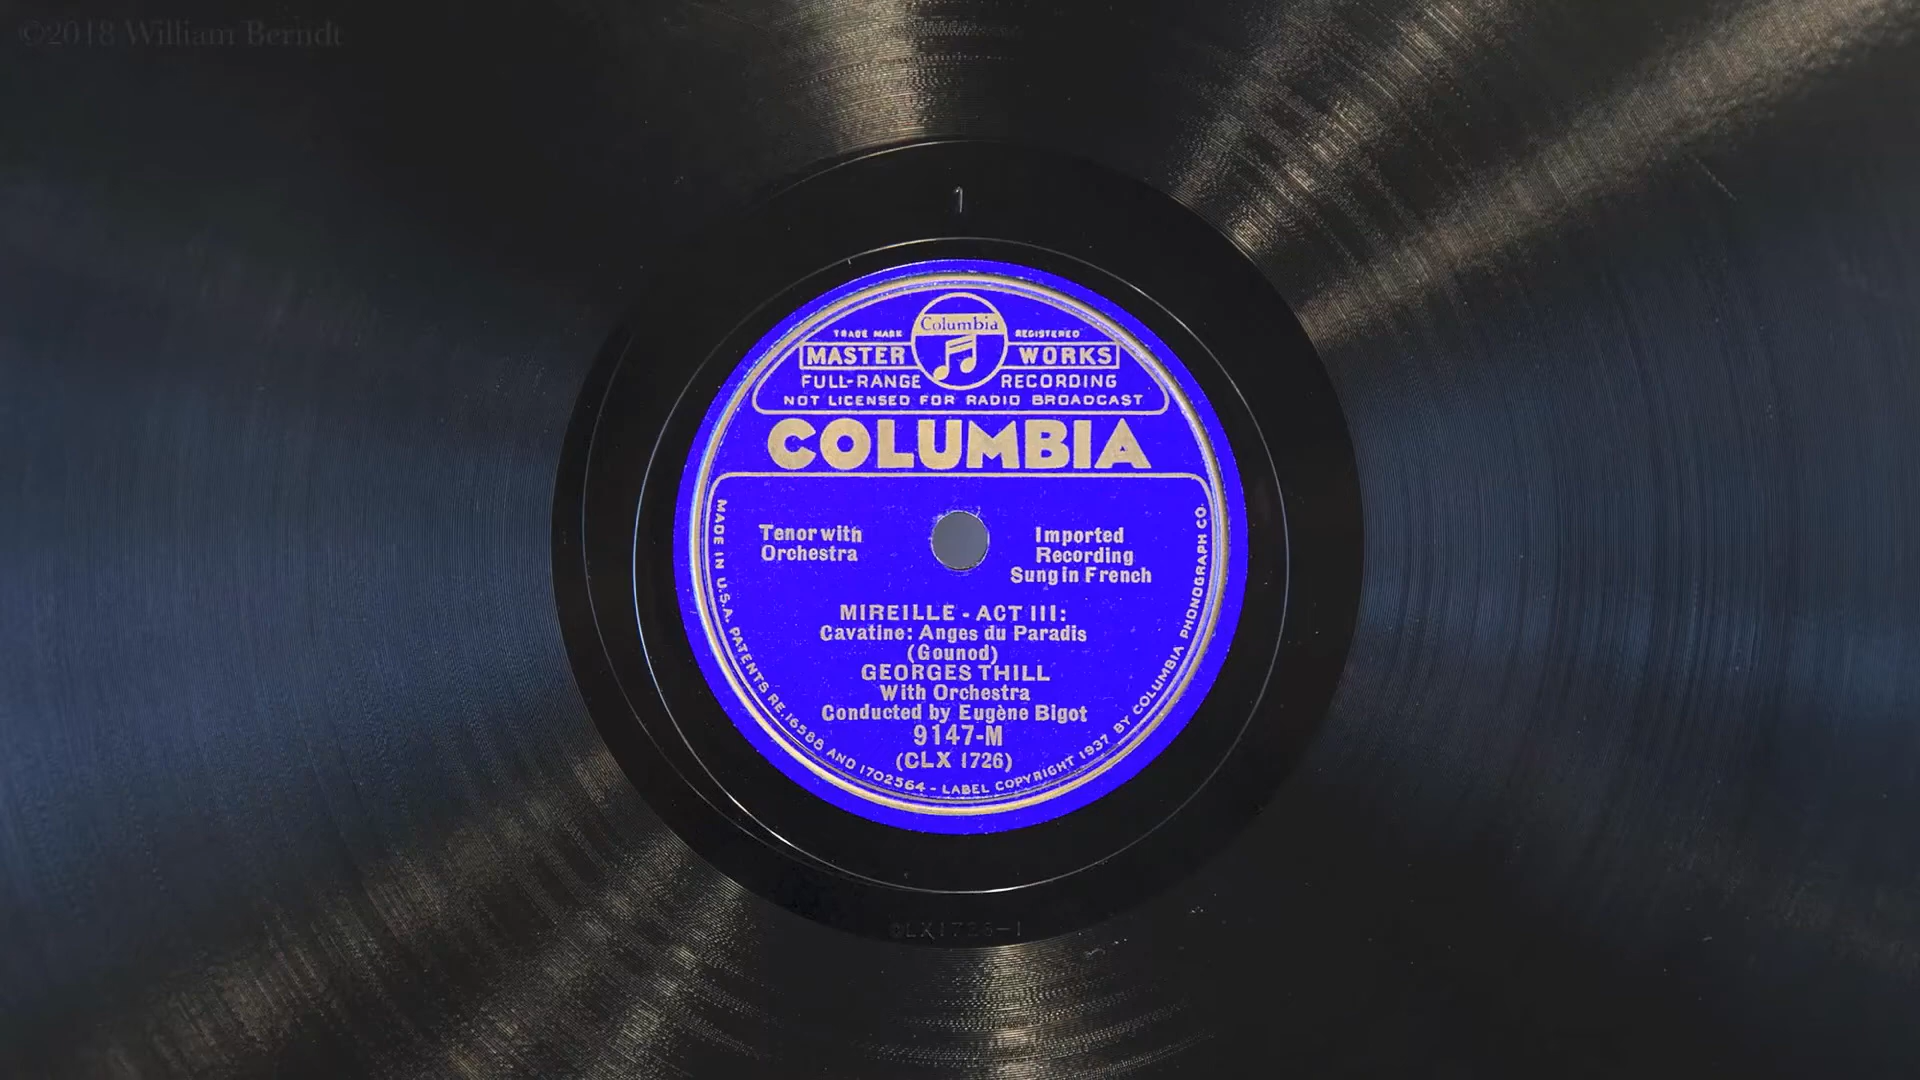 ©2018 William Berndt
1
Columbia
TRADE MARK REGISTERED
MASTER WORKS
FULL-RANGE RECORDING
NOT LICENSED FOR RADIO BROADCAST
COLUMBIA
Tenor with
Orchestra
Imported
Recording
Sung in French
MIREILLE - ACT III:
Cavatine: Anges du Paradis
(Gounod)
GEORGES THILL
With Orchestra
Conducted by Eugène Bigot
9147-M
(CLX 1726)
MADE IN U.S.A. PATENTS RE.16588 AND 1702564 - LABEL COPYRIGHT 1937 BY COLUMBIA PHONOGRAPH CO.
CLX1726-1